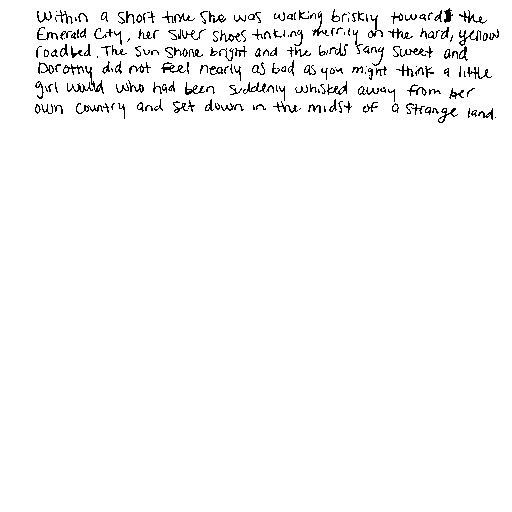 Within a short time she was walking briskly towards the
Emerald City, her silver shoes tinkling merrily on the hard, yellow
roadbed. The sun shone bright and the birds sang sweet and
Dorothy did not feel nearly as bad as you might think a little
girl would who had been suddenly whisked away from her
own country and set down in the midst of a strange land.